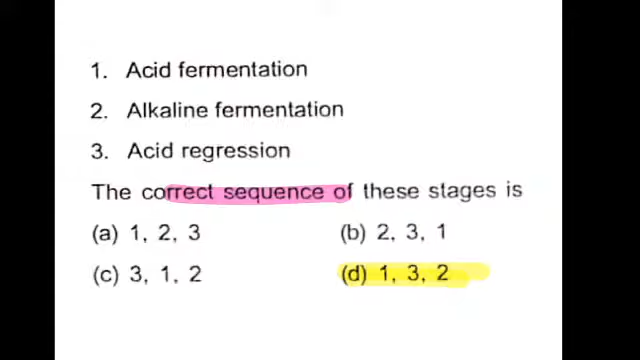 1. Acid fermentation
2. Alkaline fermentation
3. Acid regression
The correct sequence of these stages is
(a) 1, 2, 3 (b) 2, 3, 1
(c) 3, 1, 2 (d) 1, 3, 2